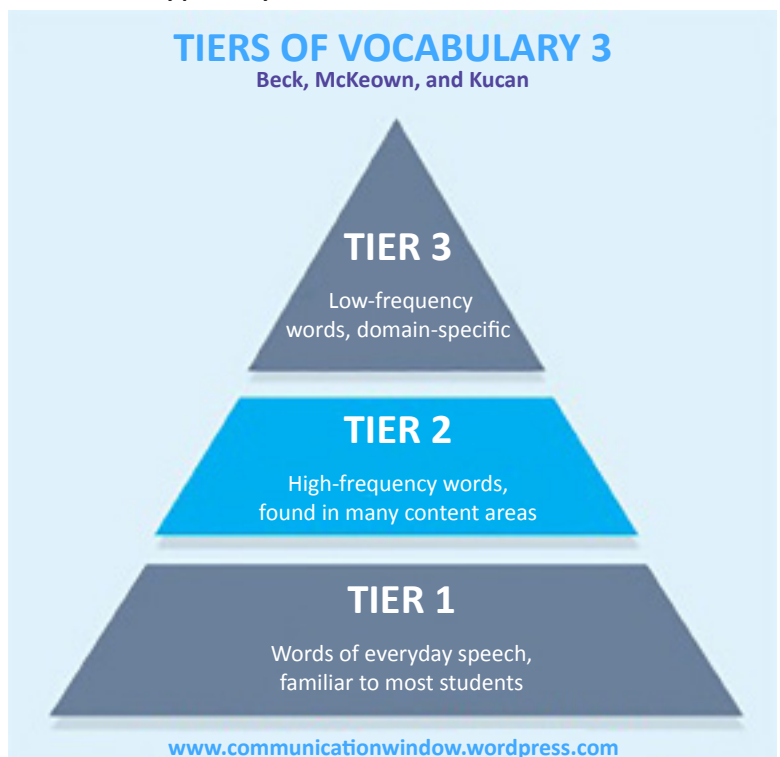 TIERS OF VOCABULARY 3
Beck, McKeown, and Kucan
TIER 3
Low-frequency
words, domain-specific
TIER 2
High-frequency words,
found in many content areas
TIER 1
Words of everyday speech,
familiar to most students
www.communicationwindow.wordpress.com